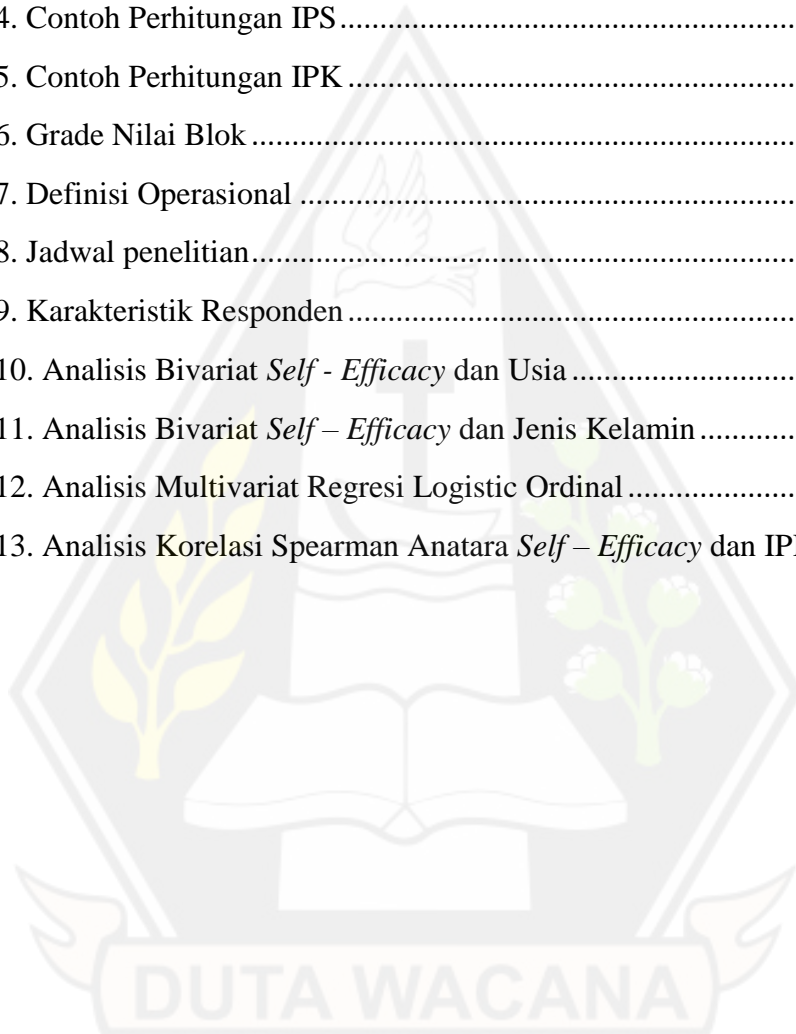 4. Contoh Perhitungan IPS
5. Contoh Perhitungan IPK
6. Grade Nilai Blok
7. Definisi Operasional
8. Jadwal penelitian
9. Karakteristik Responden
10. Analisis Bivariat Self - Efficacy dan Usia
11. Analisis Bivariat Self – Efficacy dan Jenis Kelamin
12. Analisis Multivariat Regresi Logistic Ordinal
13. Analisis Korelasi Spearman Anatara Self – Efficacy dan
DUTA WACANA